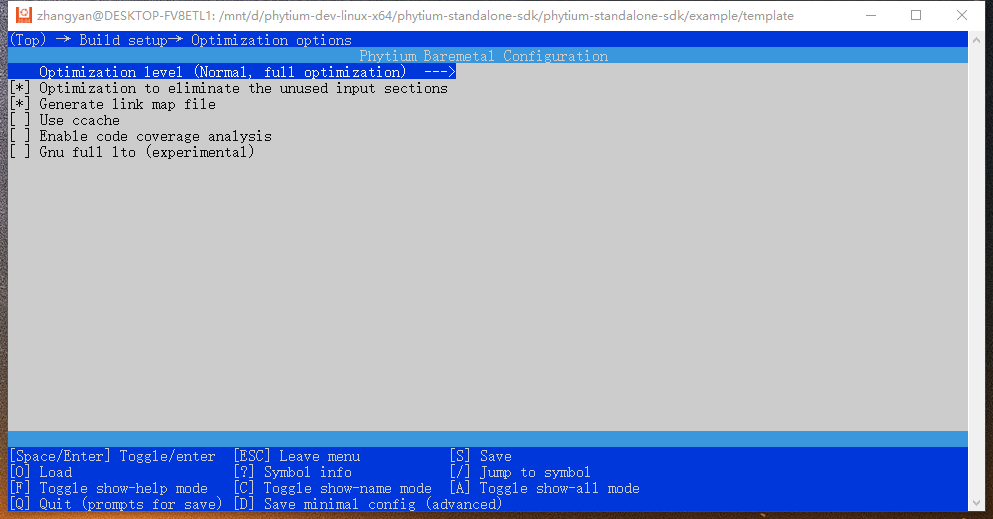 zhangyan@DESKTOP-FV8ETL1: /mnt/d/phytium-dev-linux-x64/phytium-standalone-sdk/phytium-standalone-sdk/example/template
(Top) → Build setup→ Optimization options
Phytium Baremetal Configuration
Optimization level (Normal, full optimization)  --->
[*] Optimization to eliminate the unused input sections
[*] Generate link map file
[ ] Use ccache
[ ] Enable code coverage analysis
[ ] Gnu full lto (experimental)
[Space/Enter] Toggle/enter  [ESC] Leave menu  [S] Save
[O] Load  [?] Symbol info  [/] Jump to symbol
[F] Toggle show-help mode  [C] Toggle show-name mode  [A] Toggle show-all mode
[Q] Quit (prompts for save)  [D] Save minimal config (advanced)